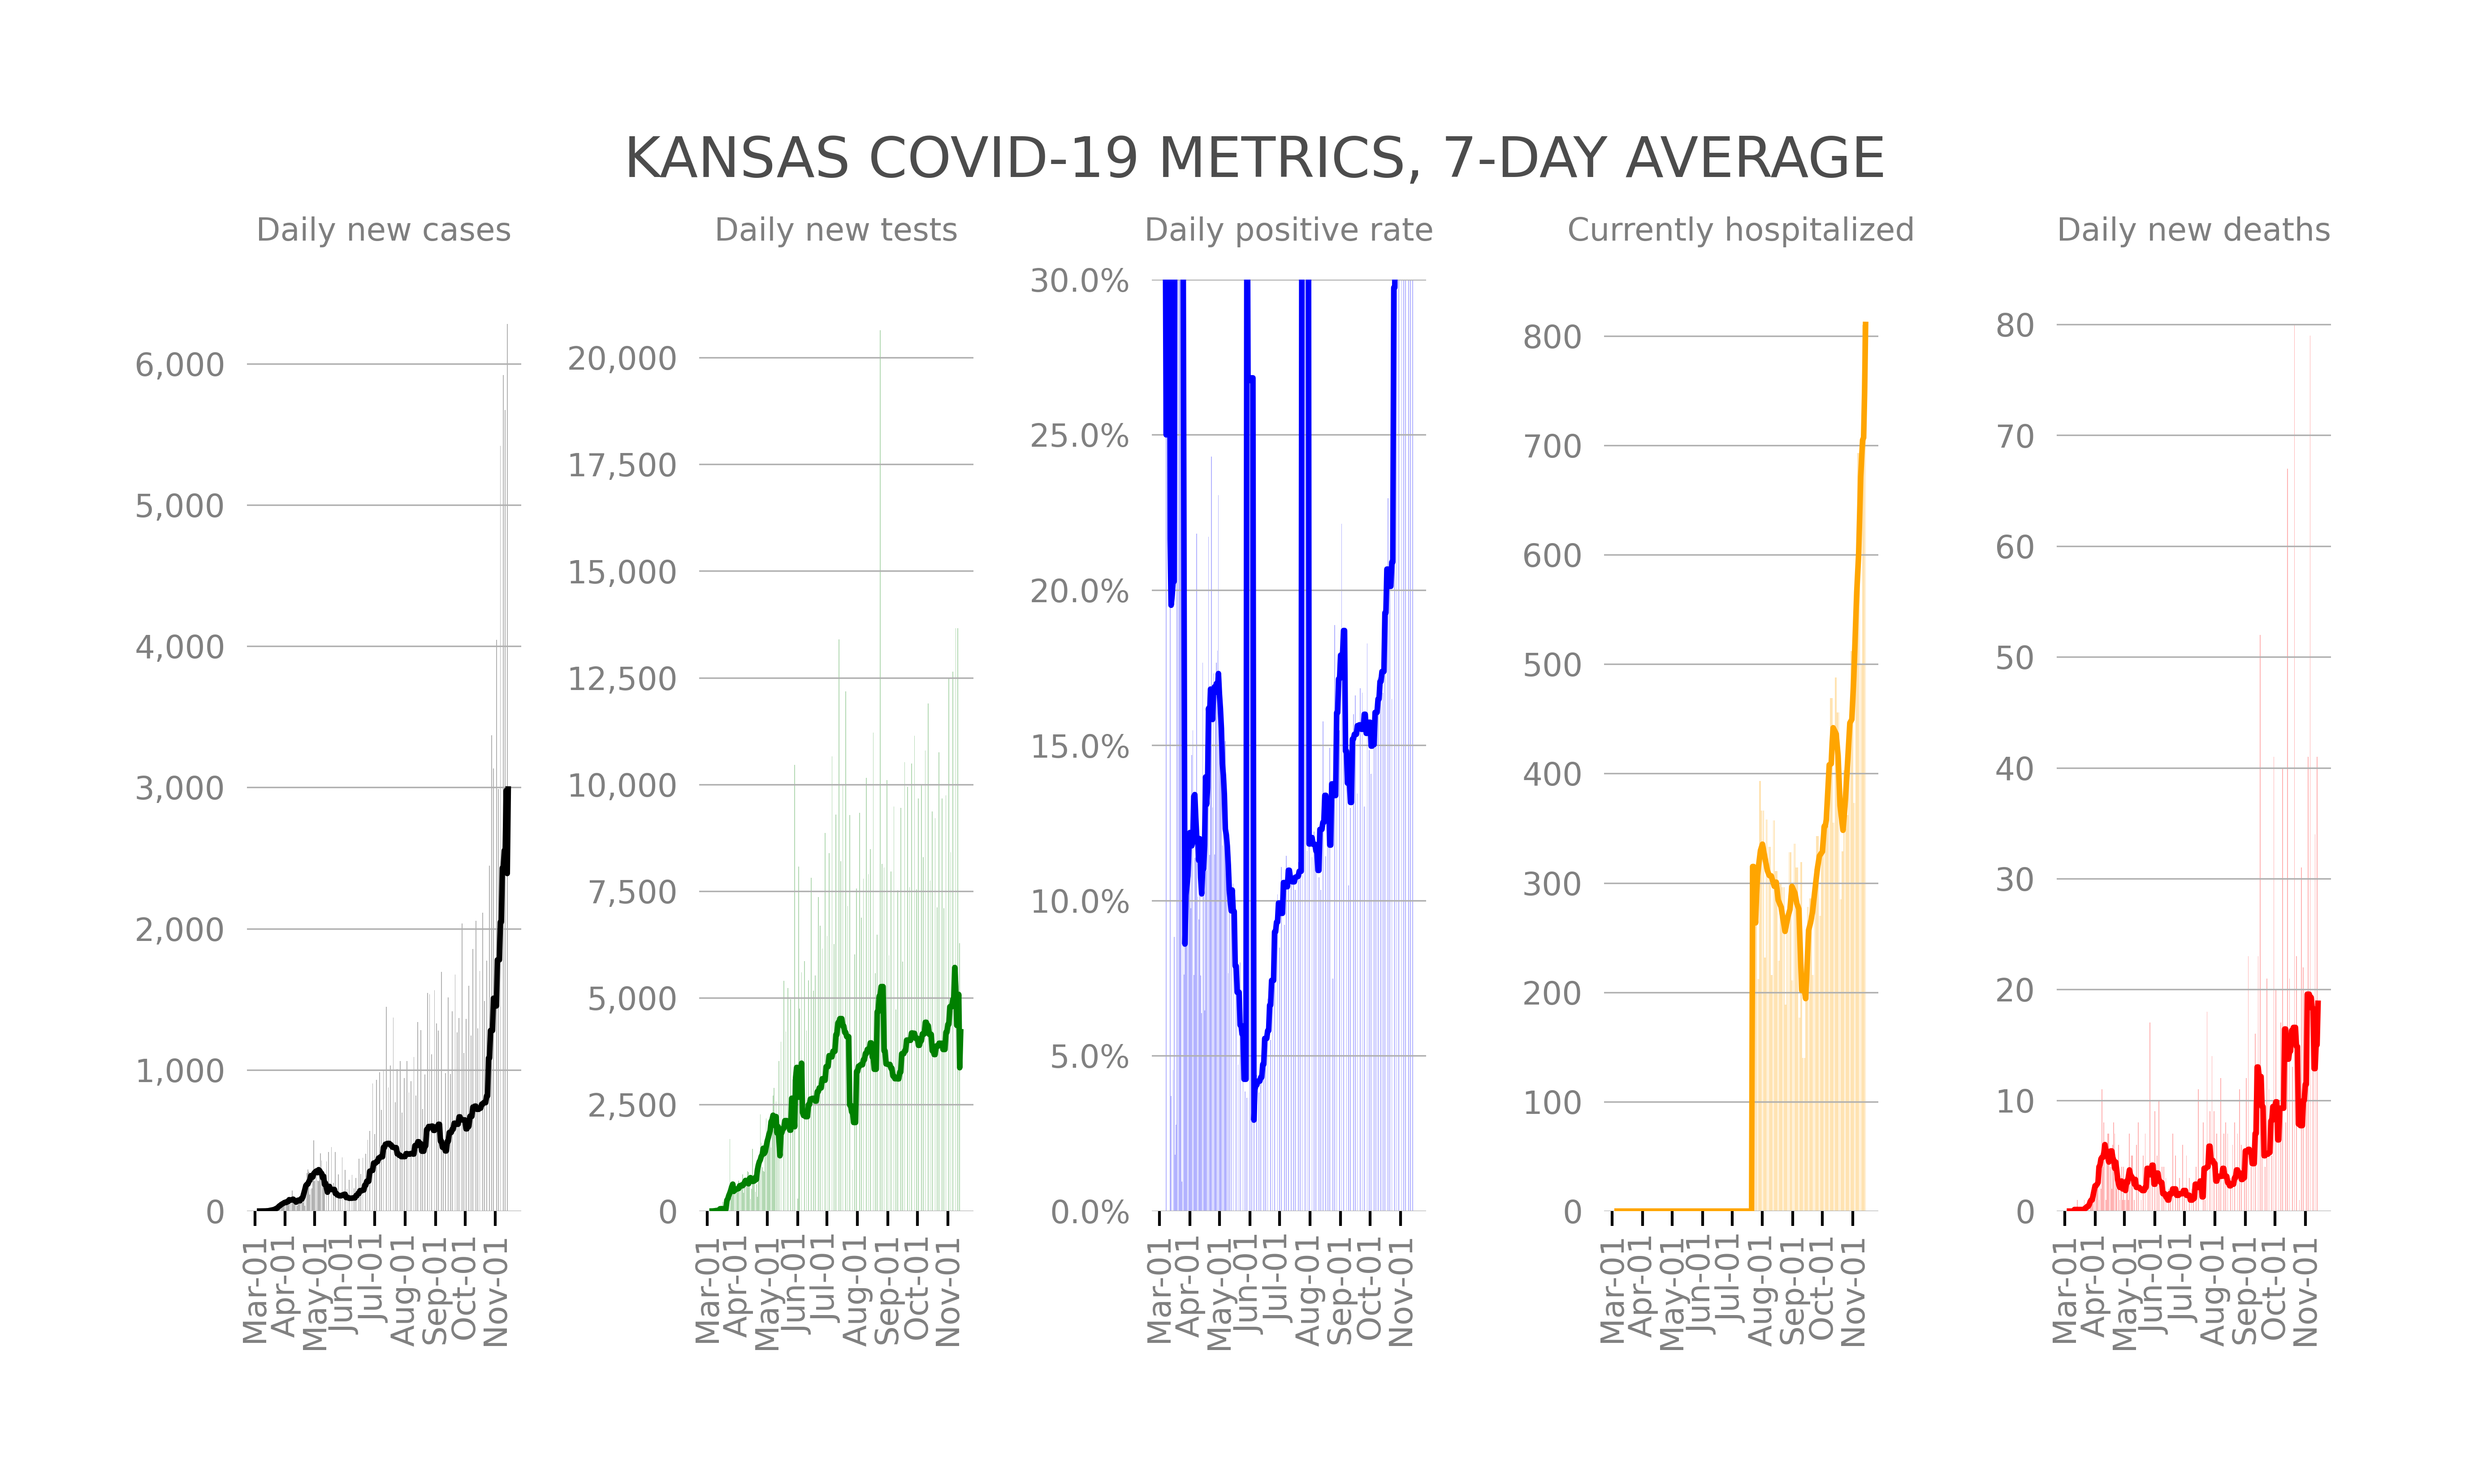 KANSAS COVID-19 METRICS, 7-DAY AVERAGE
Daily new cases
6,000
5,000
4,000
3,000
2,000
1,000
0
Mar-01
Apr-01
May-01
Jun-01
Jul-01
Aug-01
Sep-01
Oct-01
Nov-01
Daily new tests
20,000
17,500
15,000
12,500
10,000
7,500
5,000
2,500
0
Mar-01
Apr-01
May-01
Jun-01
Jul-01
Aug-01
Sep-01
Oct-01
Nov-01
Daily positive rate
30.0%
25.0%
20.0%
15.0%
10.0%
5.0%
0.0%
Mar-01
Apr-01
May-01
Jun-01
Jul-01
Aug-01
Sep-01
Oct-01
Nov-01
Currently hospitalized
800
700
600
500
400
300
200
100
0
Mar-01
Apr-01
May-01
Jun-01
Jul-01
Aug-01
Sep-01
Oct-01
Nov-01
Daily new deaths
80
70
60
50
40
30
20
10
0
Mar-01
Apr-01
May-01
Jun-01
Jul-01
Aug-01
Sep-01
Oct-01
Nov-01